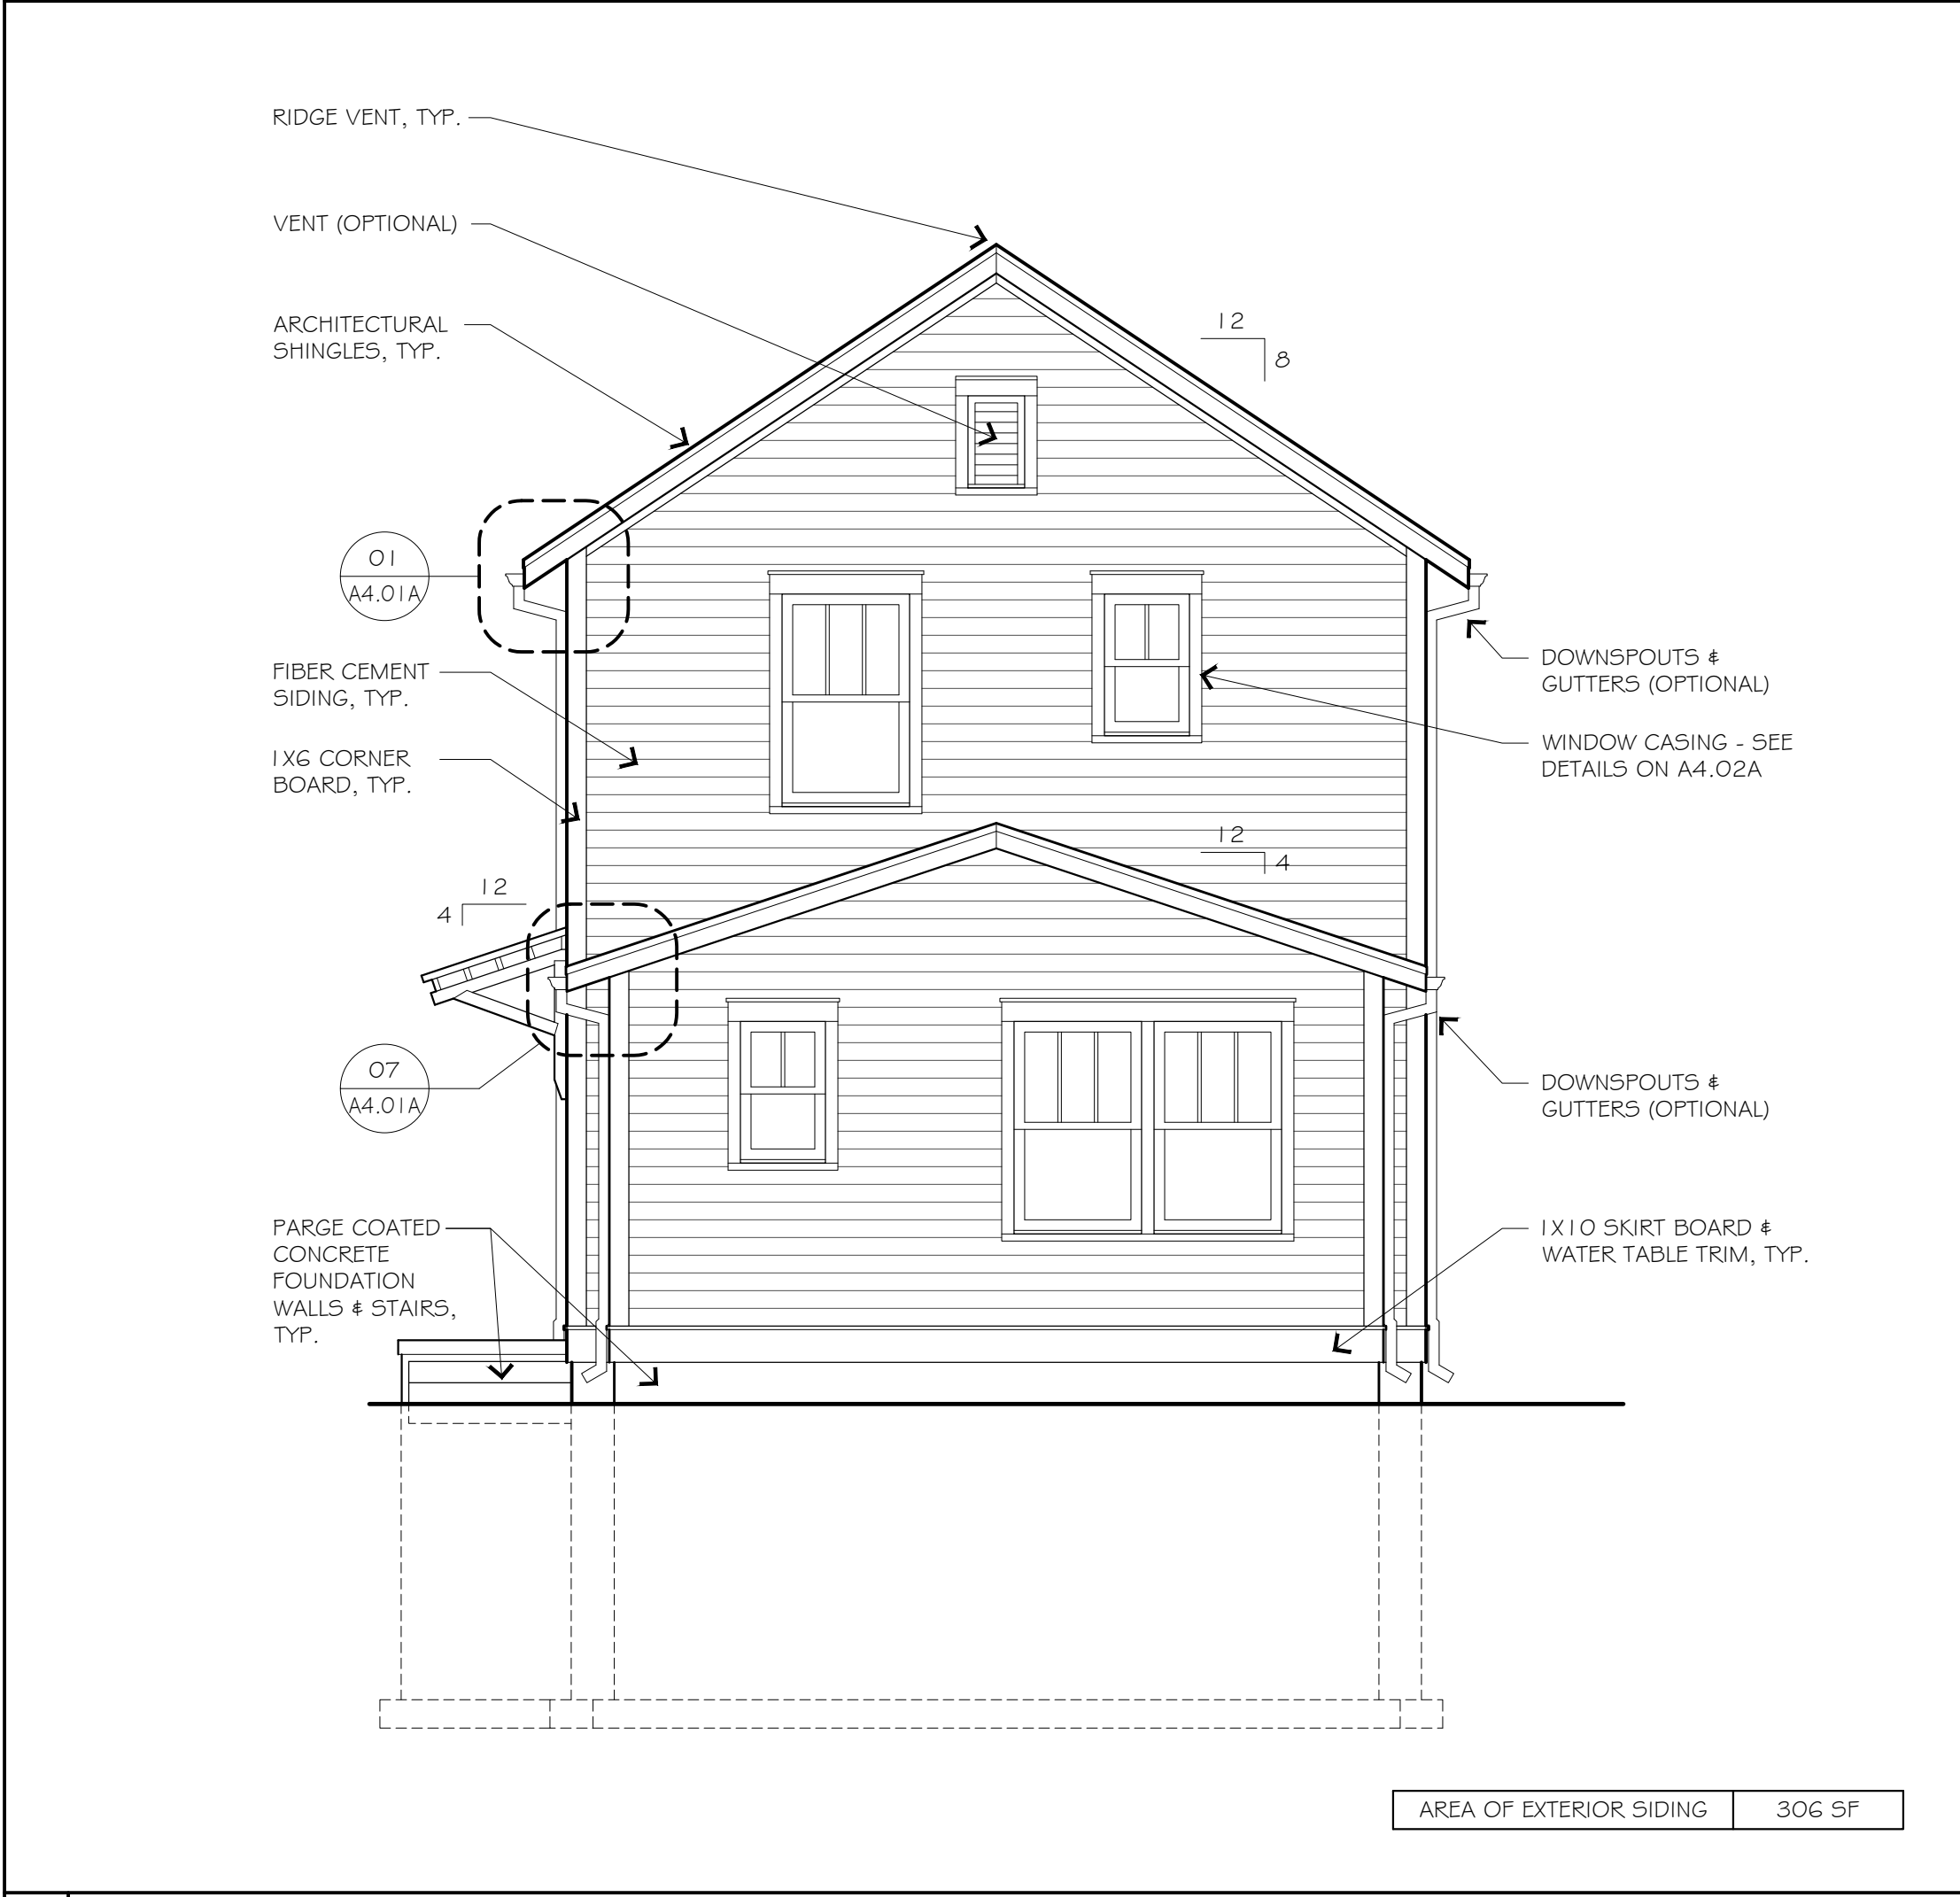 RIDGE VENT, TYP.
VENT (OPTIONAL)
ARCHITECTURAL
SHINGLES, TYP.
12
8
01
A4.01A
FIBER CEMENT
SIDING, TYP.
DOWNSPOUTS &
GUTTERS (OPTIONAL)
1X6 CORNER
BOARD, TYP.
WINDOW CASING - SEE
DETAILS ON A4.02A
12
4
12
4
07
A4.01A
DOWNSPOUTS &
GUTTERS (OPTIONAL)
PARGE COATED
CONCRETE
FOUNDATION
WALLS & STAIRS,
TYP.
1X10 SKIRT BOARD &
WATER TABLE TRIM, TYP.
AREA OF EXTERIOR SIDING 306 SF